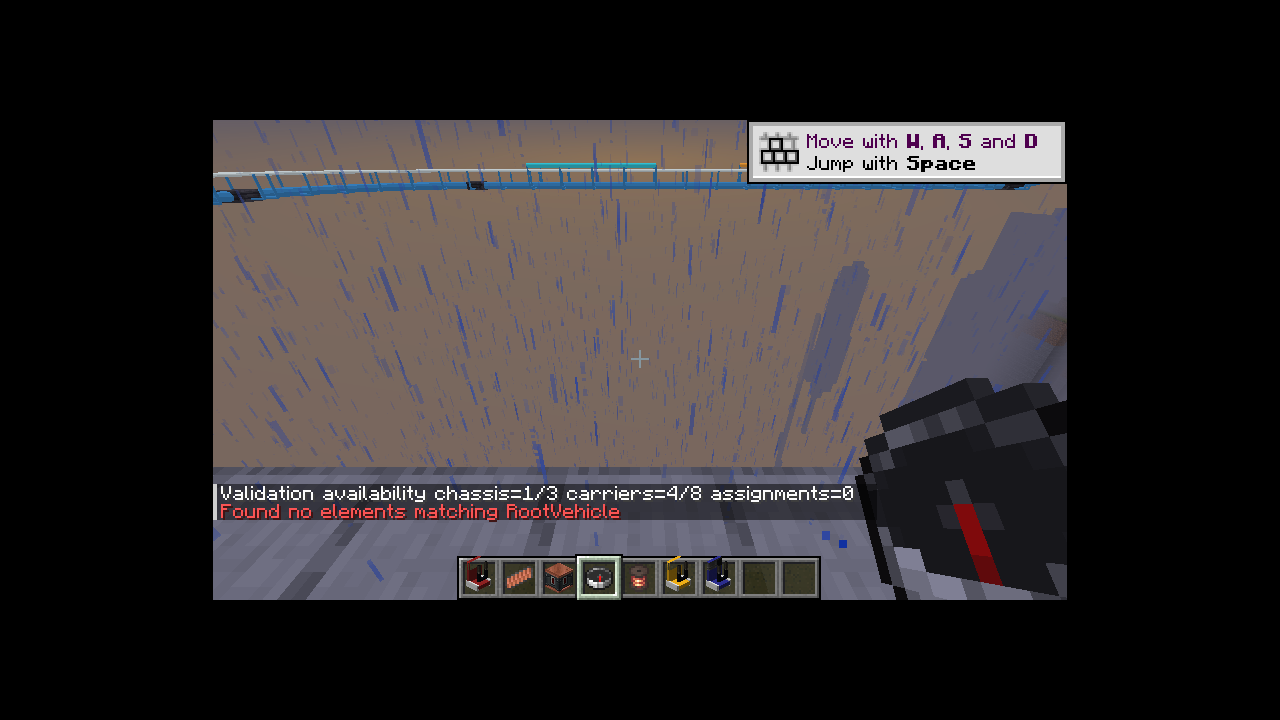 Move with W, A, S and D
Jump with Space
Validation availability chassis=1/3 carriers=4/8 assignments=0
Found no elements matching RootVehicle